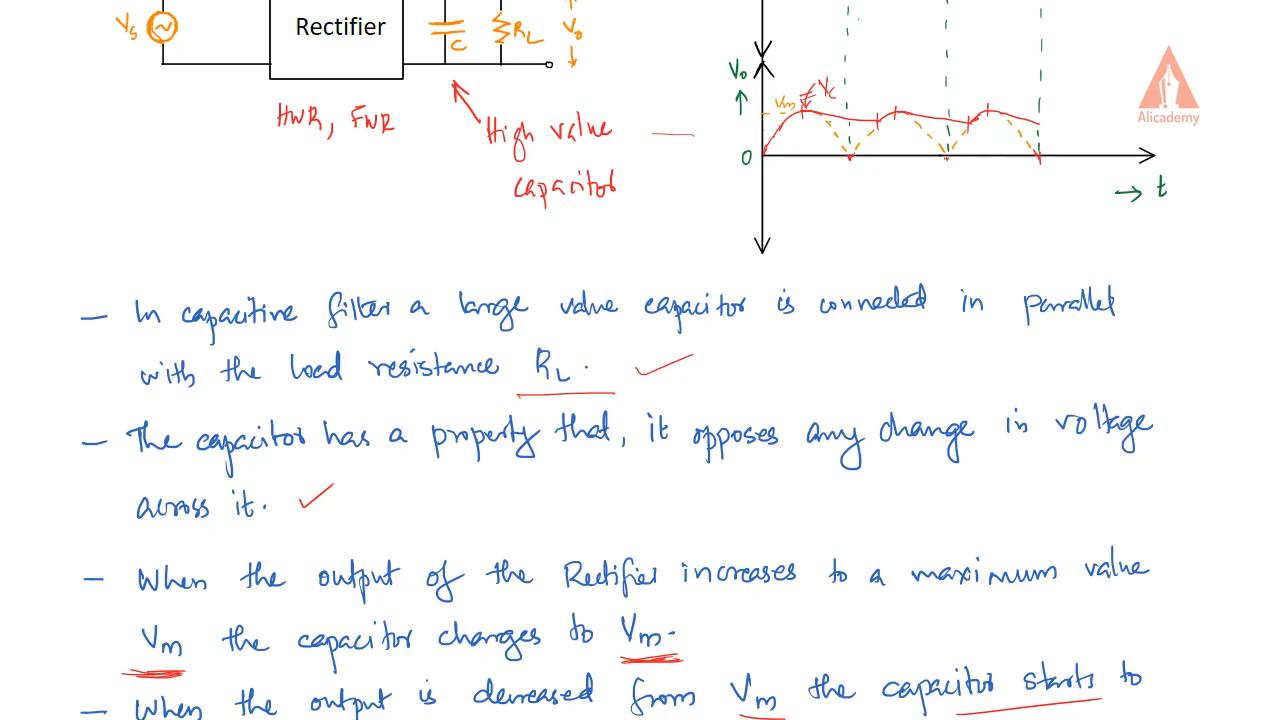 Vs
Rectifier
C
RL
Vo
HWR, FWR
High value
capacitor
Vo
Vm
Vc
0
t
Alicademy
– In capacitive filter a large value capacitor is connected in parallel
with the load resistance RL.
– The capacitor has a property that, it opposes any change in voltage
across it.
– When the output of the Rectifier increases to a maximum value
Vm the capacitor changes to Vm.
– When the output is decreased from Vm the capacitor starts to